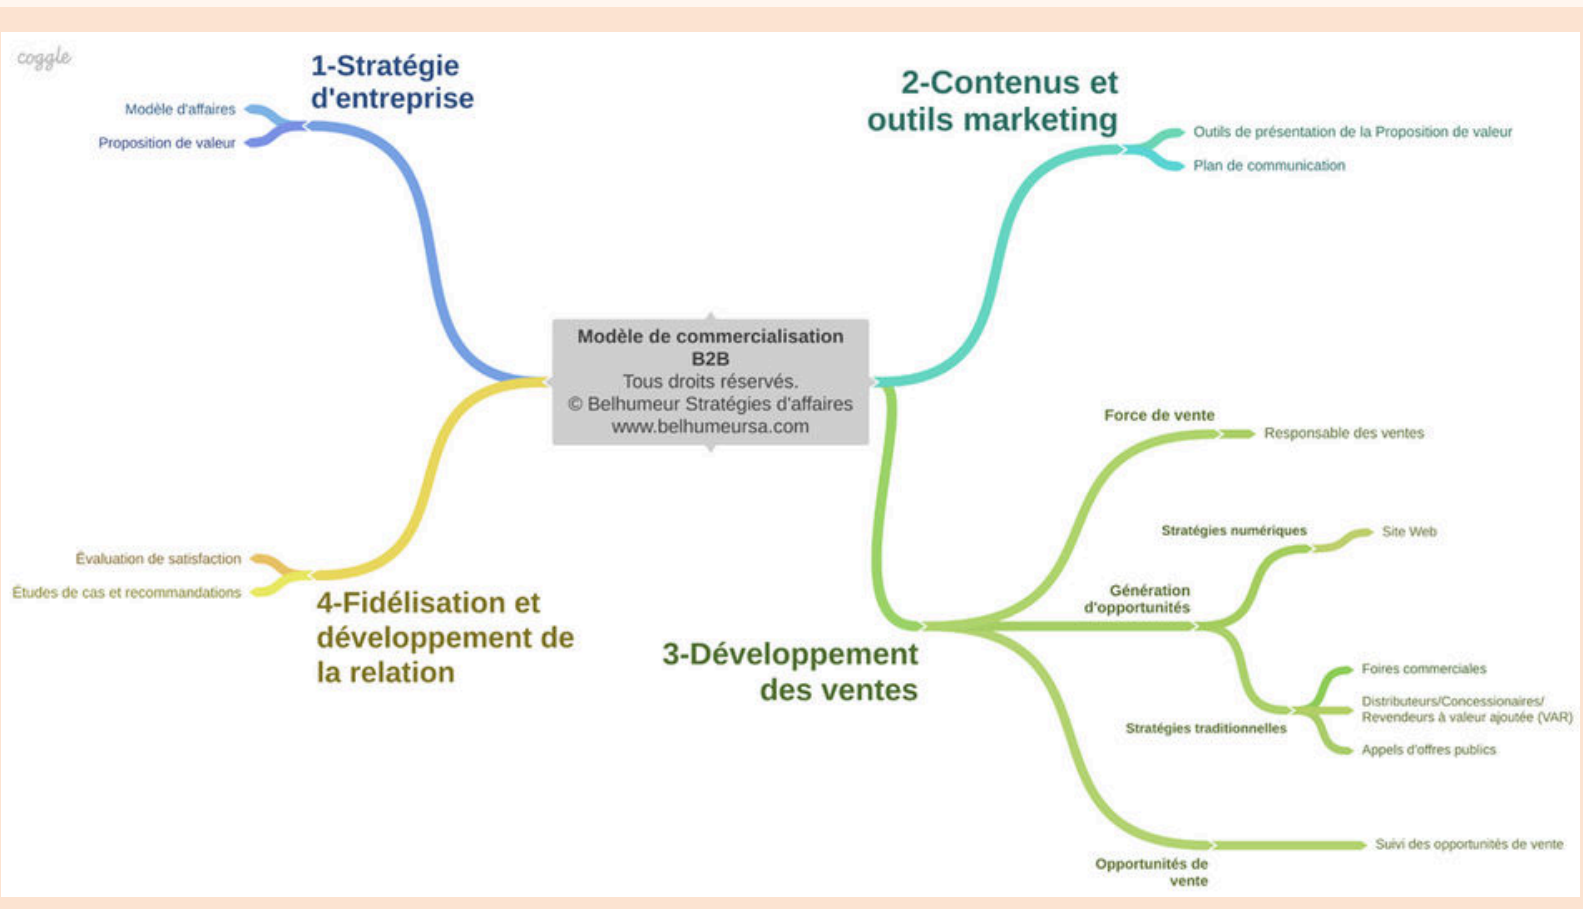 coggle
1-Stratégie
d'entreprise
Modèle d'affaires
Proposition de valeur
2-Contenus et
outils marketing
Outils de présentation de la Proposition de valeur
Plan de communication
Modèle de commercialisation
B2B
Tous droits réservés.
© Belhumeur Stratégies d'affaires
www.belhumeursa.com
Force de vente
Responsable des ventes
Stratégies numériques
Site Web
Génération
d'opportunités
Foires commerciales
Distributeurs/Concessionaires/
Revendeurs à valeur ajoutée (VAR)
Stratégies traditionnelles
Appels d'offres publics
3-Développement
des ventes
Suivi des opportunités de vente
Opportunités de
vente
Évaluation de satisfaction
Études de cas et recommandations
4-Fidélisation et
développement de
la relation